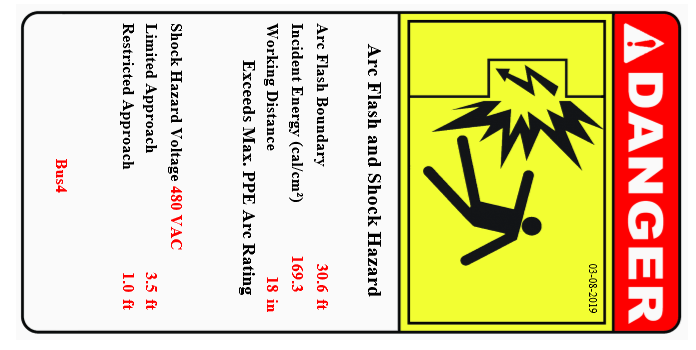 DANGER
03-08-2019
Arc Flash and Shock Hazard
Arc Flash Boundary 30.6 ft
Incident Energy (cal/cm²) 169.3
Working Distance 18 in
Exceeds Max. PPE Arc Rating
Shock Hazard Voltage 480 VAC
Limited Approach 3.5 ft
Restricted Approach 1.0 ft
Bus4